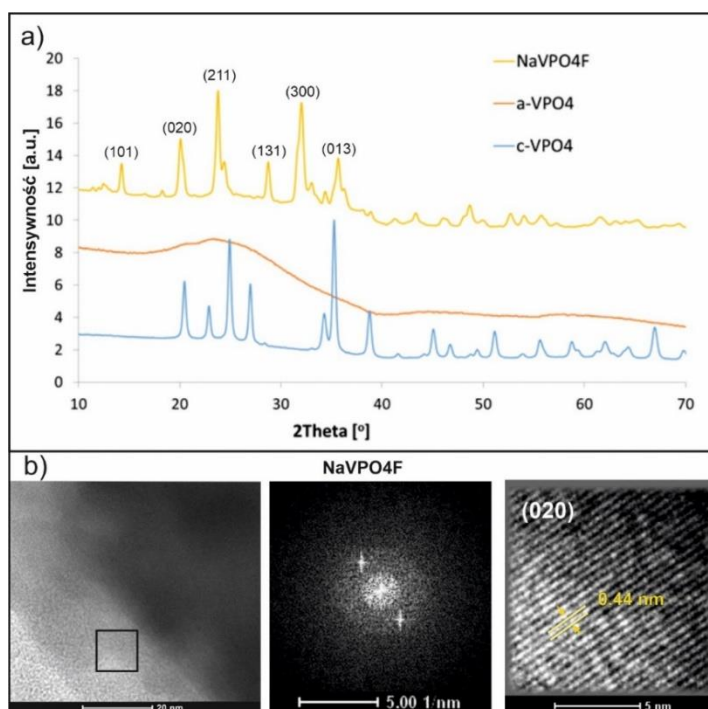 a)
20
18
16
14
12
10
8
6
4
2
0
Intensywność [a.u.]
(101)
(020)
(211)
(131)
(300)
(013)
NaVPO4F
a-VPO4
c-VPO4
10 20 30 40 50 60 70
2Theta [º]
b)
NaVPO4F
20 nm
5.00 1/nm
(020)
0.44 nm
5 nm